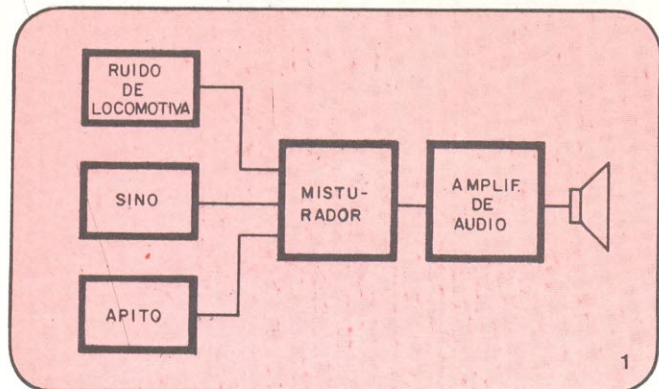 RUIDO
DE
LOCOMOTIVA
SINO
APITO
MISTU-
RADOR
AMPLIF.
DE
AUDIO
1